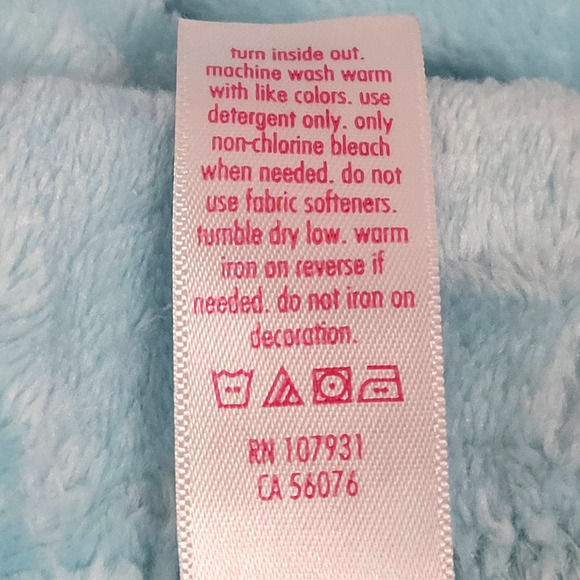 turn inside out.
machine wash warm
with like colors. use
detergent only. only
non-chlorine bleach
when needed. do not
use fabric softeners.
tumble dry low. warm
iron on reverse if
needed. do not iron on
decoration.
RN 107931
CA 56076